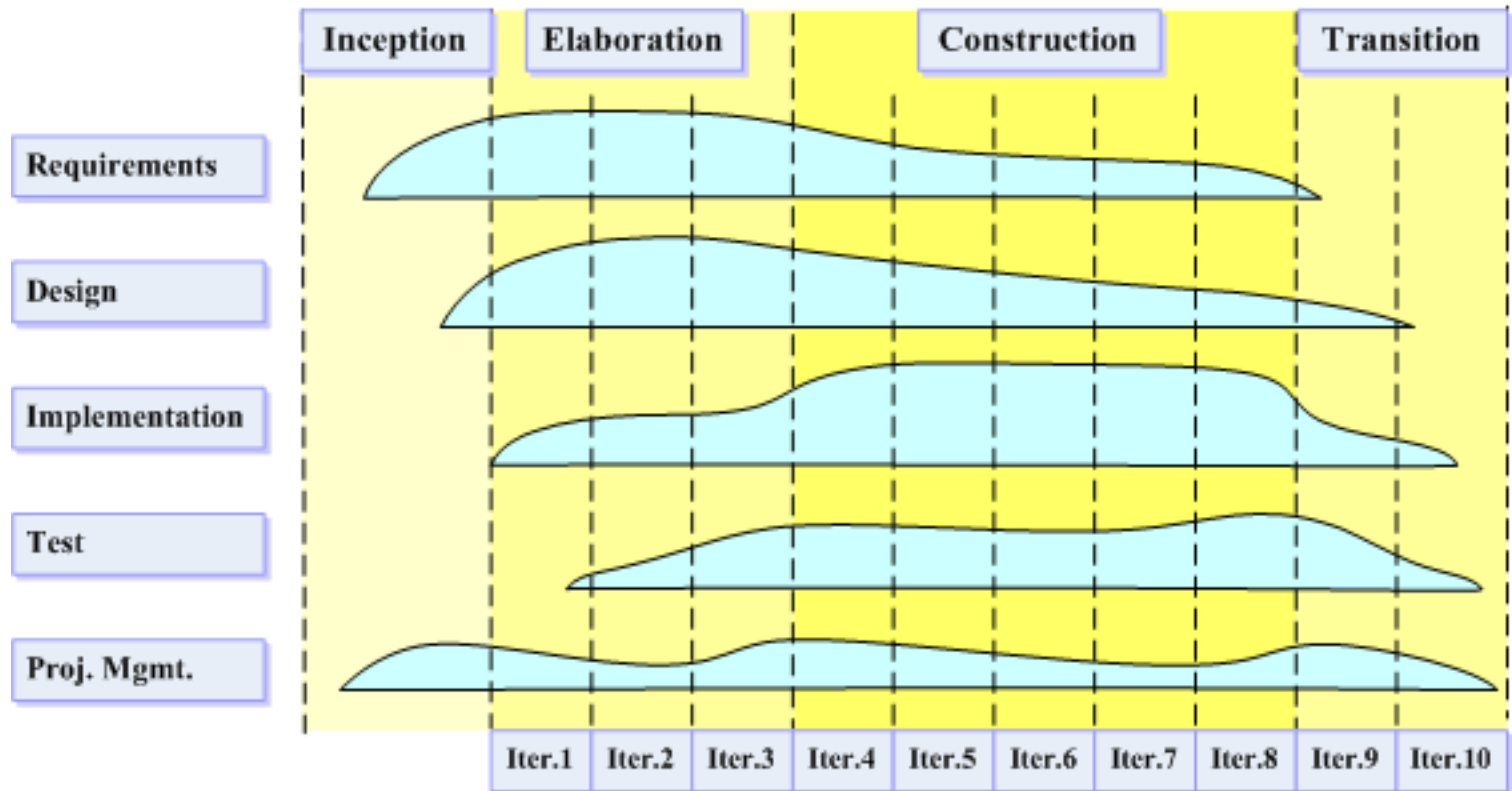 Inception Elaboration Construction Transition
Requirements
Design
Implementation
Test
Proj. Mgmt.
Iter.1 Iter.2 Iter.3 Iter.4 Iter.5 Iter.6 Iter.7 Iter.8 Iter.9 Iter.10